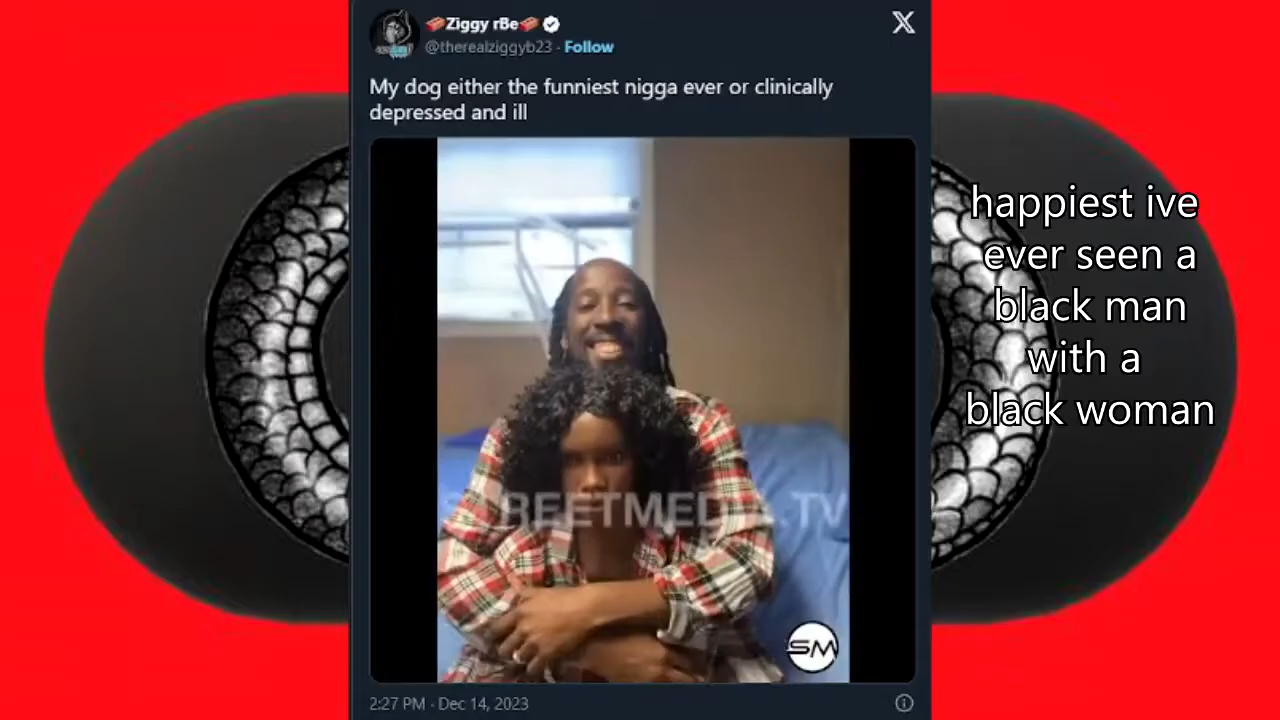 Ziggy rBe
@therealziggyb23 · Follow
My dog either the funniest nigga ever or clinically
depressed and ill
happiest ive
ever seen a
black man
with a
black woman
STREETMEDIA.TV
SM
2:27 PM · Dec 14, 2023